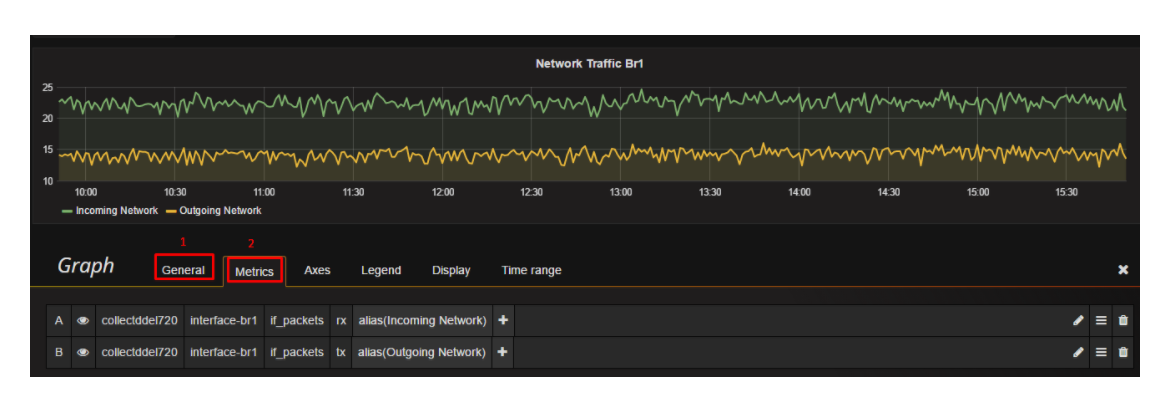 Network Traffic Br1
25
20
15
10
10:00 10:30 11:00 11:30 12:00 12:30 13:00 13:30 14:00 14:30 15:00 15:30
Incoming Network Outgoing Network
1 2
Graph General Metrics Axes Legend Display Time range
A collectddel720 interface-br1 if_packets rx alias(Incoming Network) +
B collectddel720 interface-br1 if_packets tx alias(Outgoing Network) +